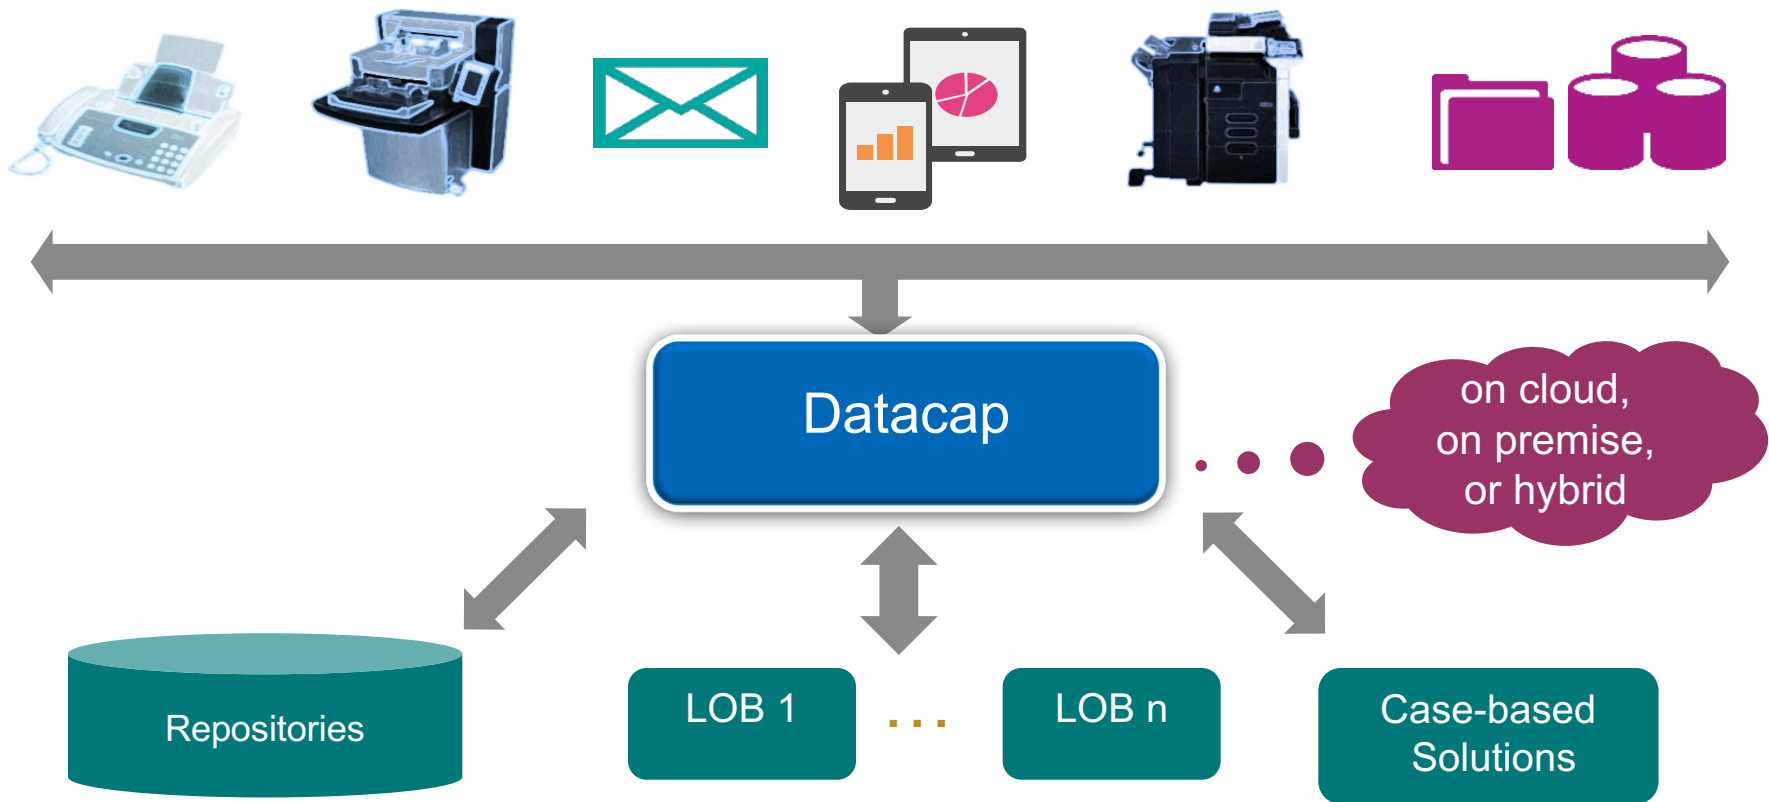 Datacap
on cloud,
on premise,
or hybrid
Repositories
LOB 1
...
LOB n
Case-based
Solutions